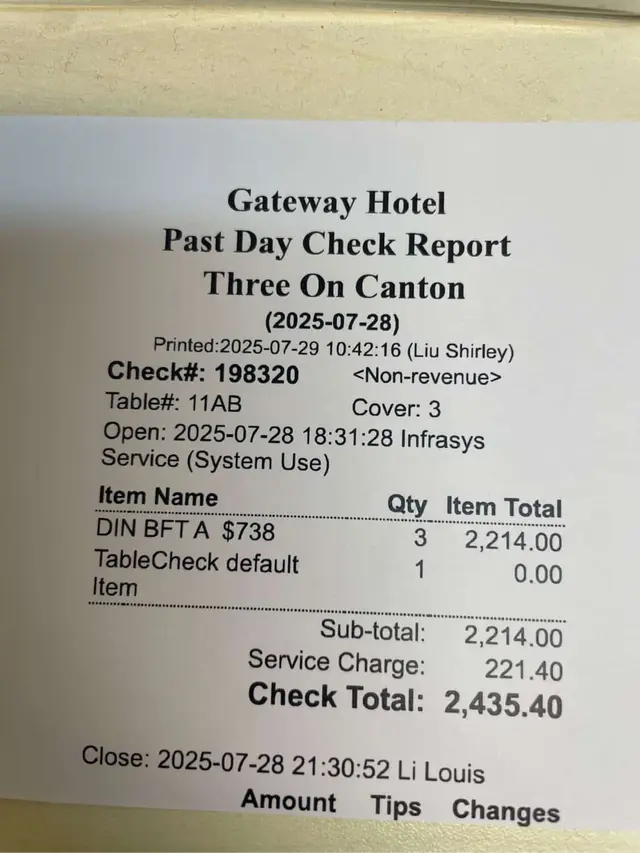 Gateway Hotel
Past Day Check Report
Three On Canton
(2025-07-28)
Printed:2025-07-29 10:42:16 (Liu Shirley)
Check#: 198320 <Non-revenue>
Table#: 11AB Cover: 3
Open: 2025-07-28 18:31:28 Infrasys
Service (System Use)
Item Name Qty Item Total
DIN BFT A $738 3 2,214.00
TableCheck default 1 0.00
Item
Sub-total: 2,214.00
Service Charge: 221.40
Check Total: 2,435.40
Close: 2025-07-28 21:30:52 Li Louis
Amount Tips Changes